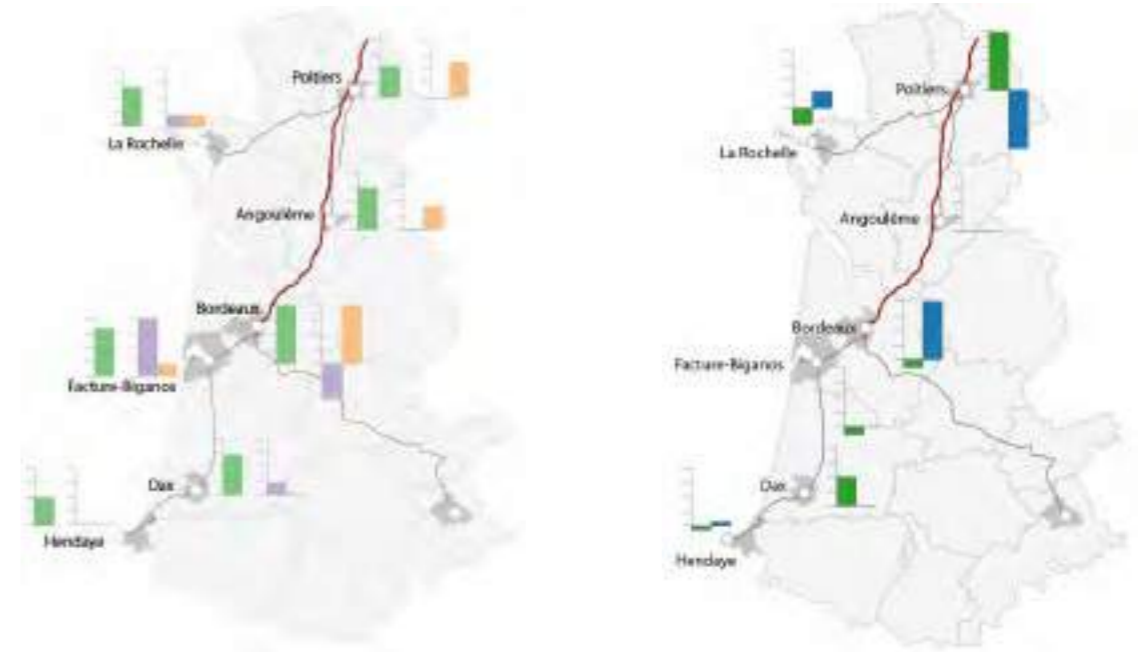 Poitiers
La Rochelle
Angoulême
Bordeaux
Facture-Biganos
Dax
Hendaye
Poitiers
La Rochelle
Angoulême
Bordeaux
Facture-Biganos
Dax
Hendaye